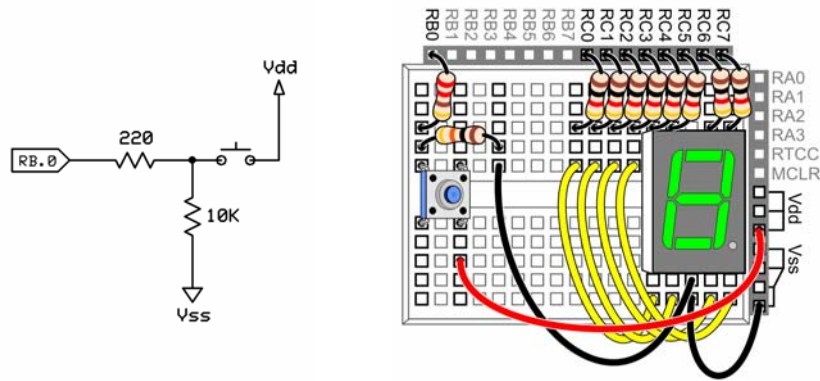 Vdd
220
RB.0
10K
Vss
RB0
RB1
RB2
RB3
RB4
RB5
RB6
RB7
RC0
RC1
RC2
RC3
RC4
RC5
RC6
RC7
RA0
RA1
RA2
RA3
RTCC
MCLR
Vdd
Vss